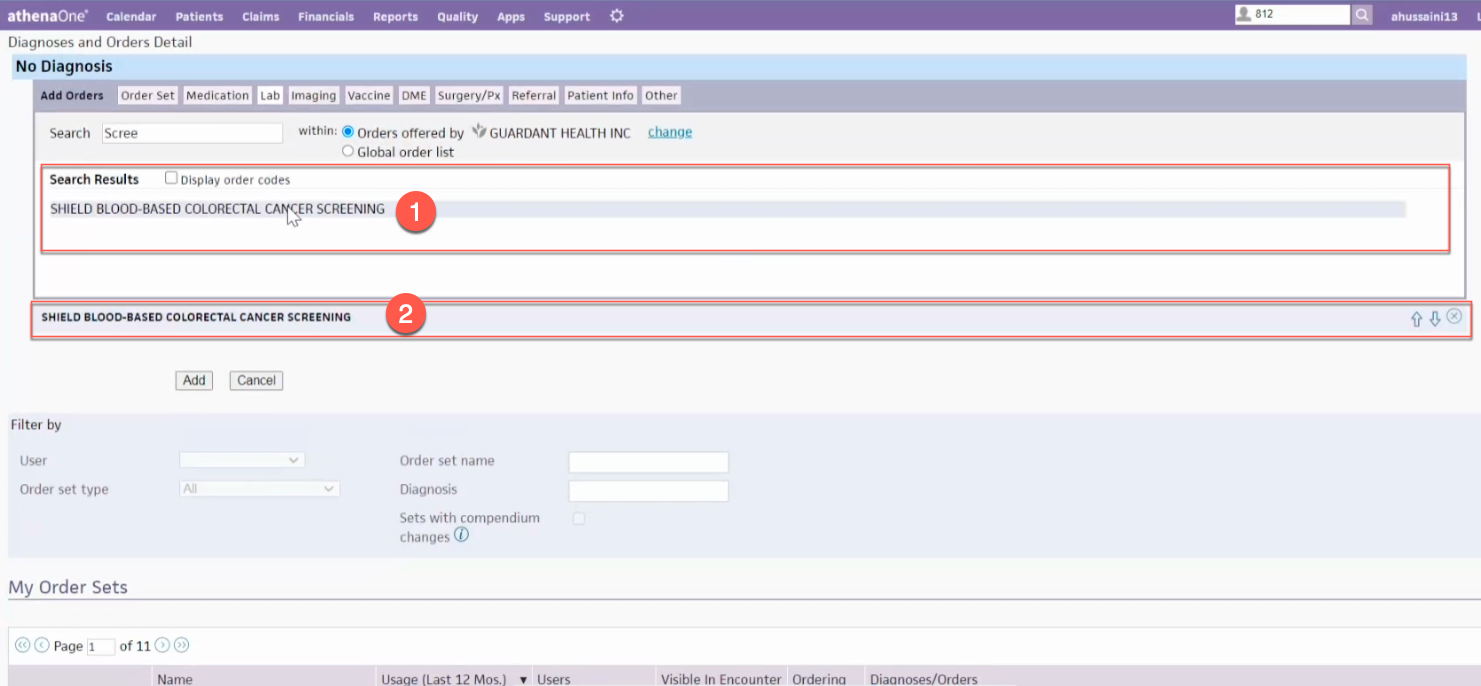 athenaOne Calendar Patients Claims Financials Reports Quality Apps Support 812 ahussaini13
Diagnoses and Orders Detail
No Diagnosis
Add Orders Order Set Medication Lab Imaging Vaccine DME Surgery/Px Referral Patient Info Other
Search Scree within: Orders offered by GUARDANT HEALTH INC change
Global order list
Search Results Display order codes
SHIELD BLOOD-BASED COLORECTAL CANCER SCREENING 1
SHIELD BLOOD-BASED COLORECTAL CANCER SCREENING 2
Add Cancel
Filter by
User Order set name
Order set type All Diagnosis
Sets with compendium
changes i
My Order Sets
Page 1 of 11
Name Usage (Last 12 Mos.) ▼ Users Visible In Encounter Ordering Diagnoses/Orders